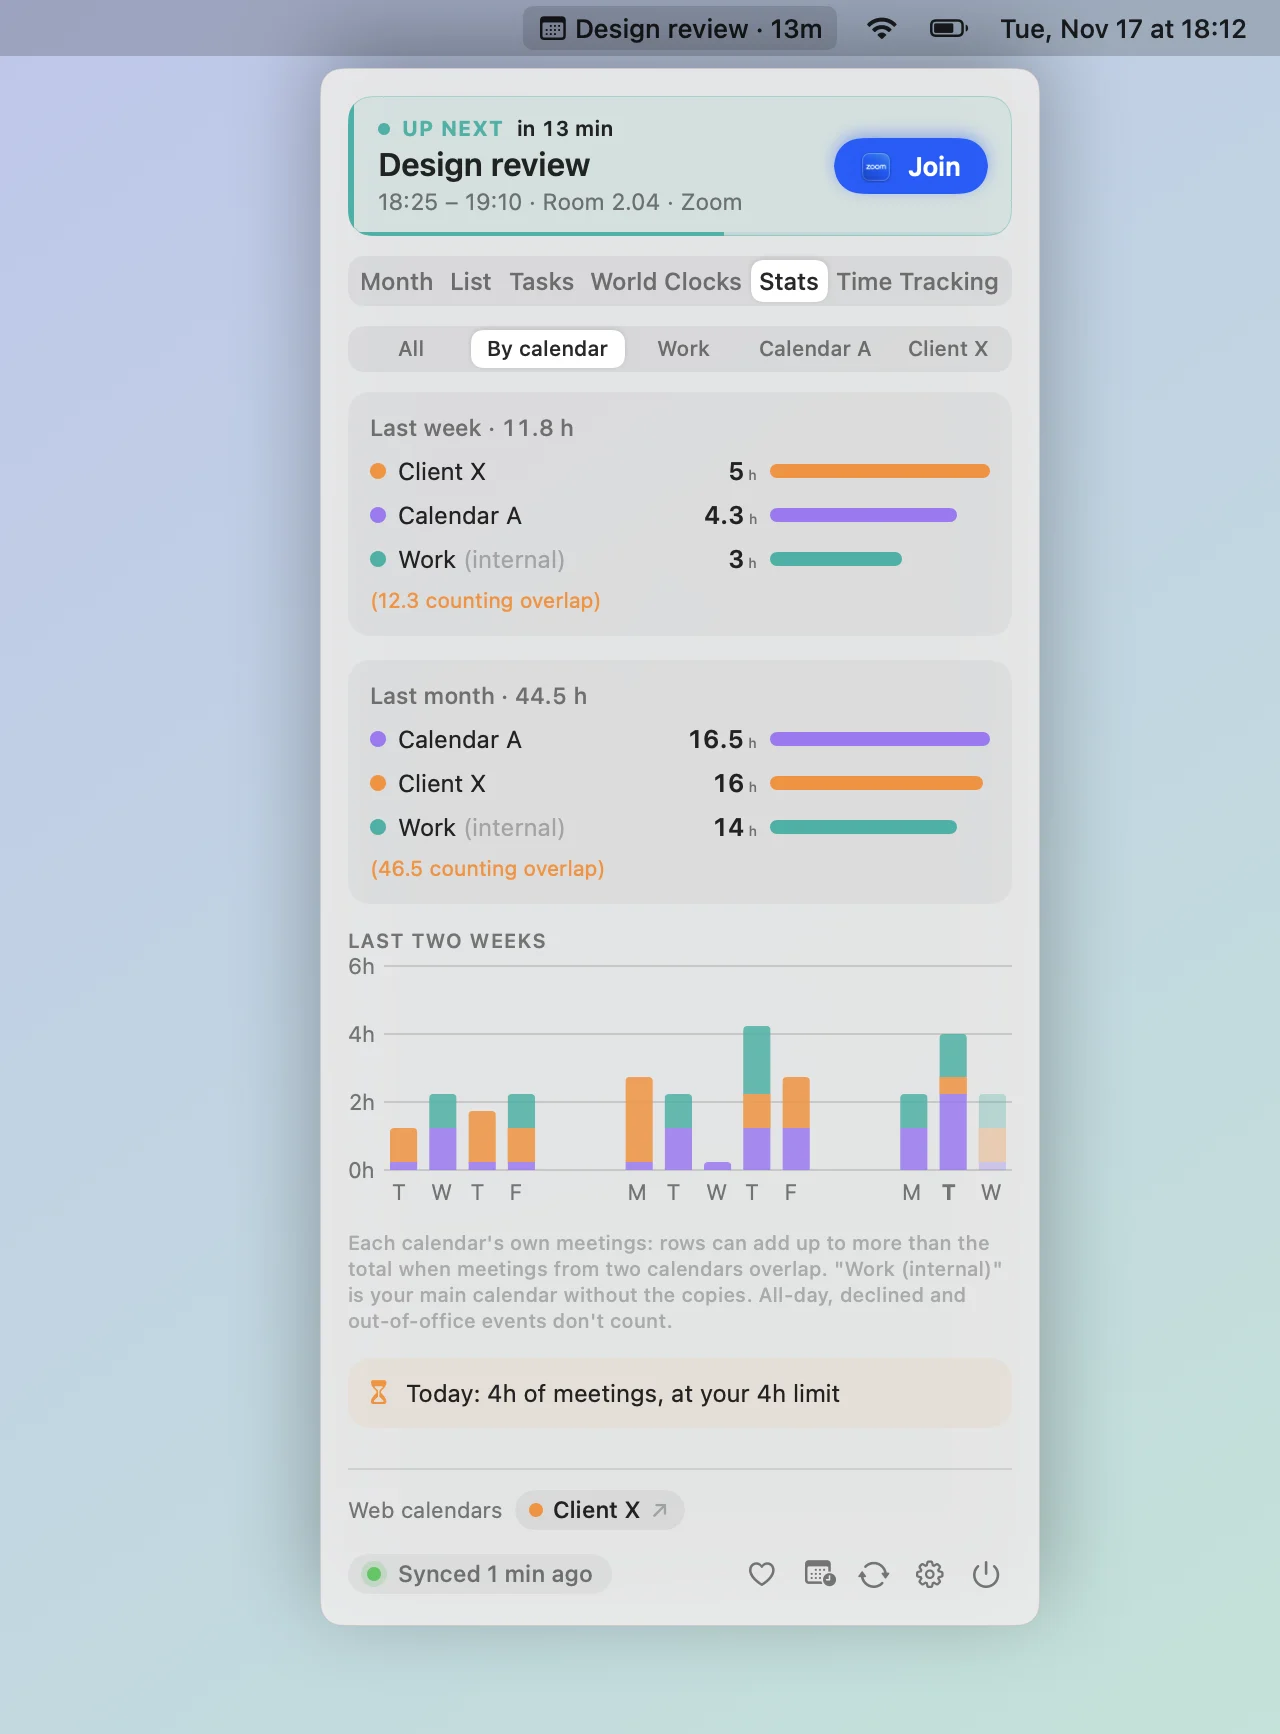 Design review · 13m
Tue, Nov 17 at 18:12
UP NEXT in 13 min
Design review
18:25 – 19:10 · Room 2.04 · Zoom
zoom
Join
Month List Tasks World Clocks Stats Time Tracking
All By calendar Work Calendar A Client X
Last week · 11.8 h
Client X 5 h
Calendar A 4.3 h
Work (internal) 3 h
(12.3 counting overlap)
Last month · 44.5 h
Calendar A 16.5 h
Client X 16 h
Work (internal) 14 h
(46.5 counting overlap)
LAST TWO WEEKS
6h
4h
2h
0h
T W T F M T W T F M T W
Each calendar's own meetings: rows can add up to more than the
total when meetings from two calendars overlap. "Work (internal)"
is your main calendar without the copies. All-day, declined and
out-of-office events don't count.
Today: 4h of meetings, at your 4h limit
Web calendars Client X ↗
Synced 1 min ago